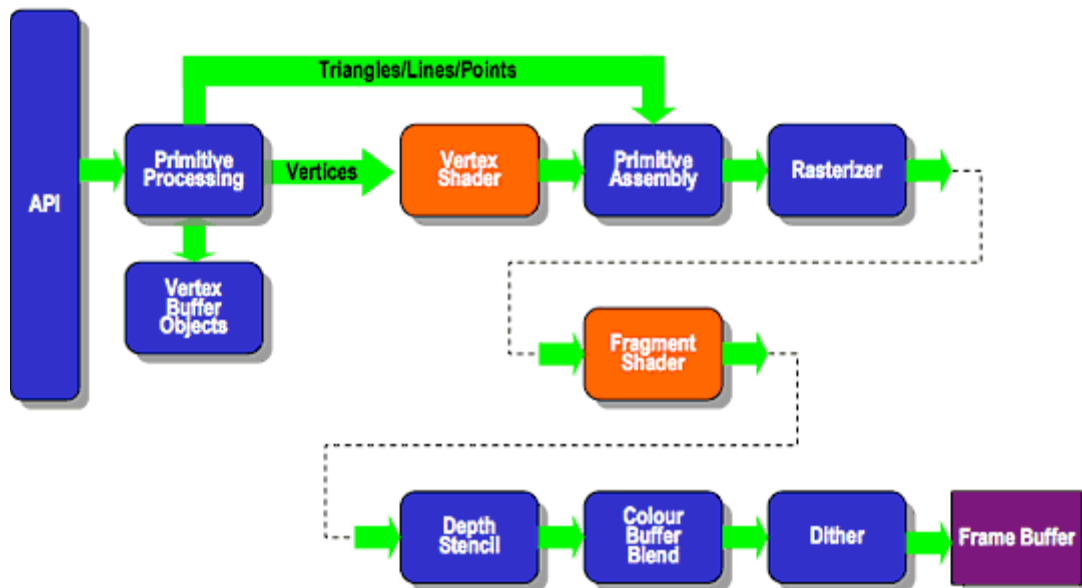 Triangles/Lines/Points
API
Primitive
Processing
Vertices
Vertex
Shader
Primitive
Assembly
Rasterizer
Vertex
Buffer
Objects
Fragment
Shader
Depth
Stencil
Colour
Buffer
Blend
Dither
Frame Buffer